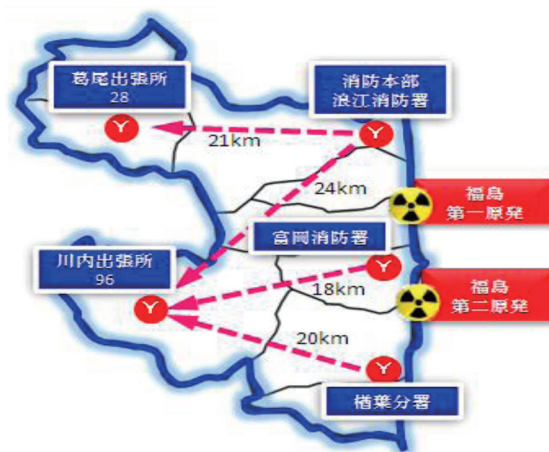 葛尾出張所
28
消防本部
浪江消防署
21km
24km
福島
第一原発
富岡消防署
川内出張所
96
18km
福島
第二原発
20km
楢葉分署